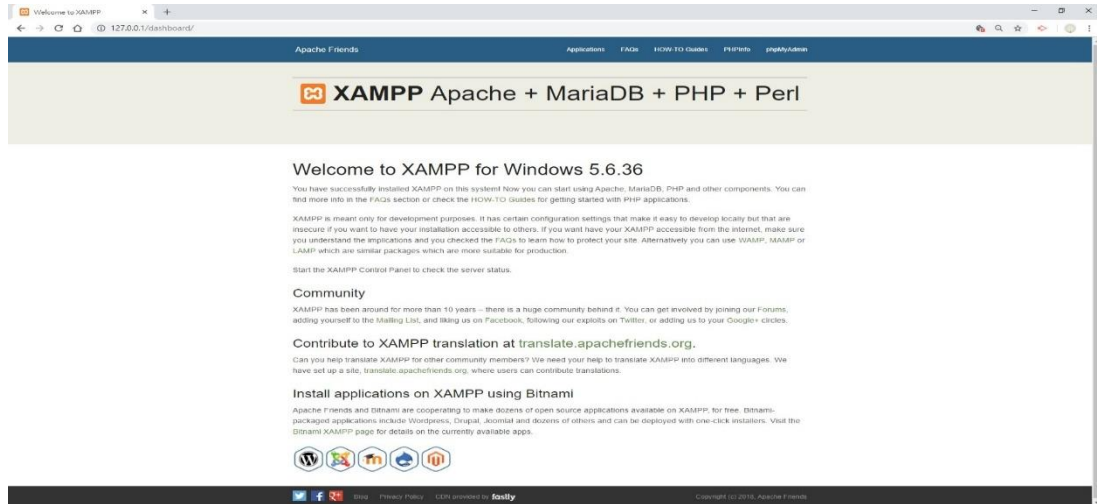 Welcome to XAMPP
127.0.0.1/dashboard/
Apache Friends
Applications FAQs HOW-TO Guides PHPInfo phpMyAdmin
XAMPP Apache + MariaDB + PHP + Perl
Welcome to XAMPP for Windows 5.6.36
You have successfully installed XAMPP on this system! Now you can start using Apache, MariaDB, PHP and other components. You can
find more info in the FAQs section or check the HOW-TO Guides for getting started with PHP applications.
XAMPP is meant only for development purposes. It has certain configuration settings that make it easy to develop locally but that are
insecure if you want to have your installation accessible to others. If you want have your XAMPP accessible from the internet, make sure
you understand the implications and you checked the FAQs to learn how to protect your site. Alternatively you can use WAMP, MAMP or
LAMP which are similar packages which are more suitable for production.
Start the XAMPP Control Panel to check the server status.
Community
XAMPP has been around for more than 10 years – there is a huge community behind it. You can get involved by joining our Forums,
adding yourself to the Mailing List, and liking us on Facebook, following our exploits on Twitter, or adding us to your Google+ circles.
Contribute to XAMPP translation at translate.apachefriends.org.
Can you help translate XAMPP for other community members? We need your help to translate XAMPP into different languages. We
have set up a site, translate.apachefriends.org, where users can contribute translations.
Install applications on XAMPP using Bitnami
Apache Friends and Bitnami are cooperating to make dozens of open source applications available on XAMPP, for free. Bitnami-
packaged applications include Wordpress, Drupal, Joomla! and dozens of others and can be deployed with one-click installers. Visit the
Bitnami XAMPP page for details on the currently available apps.
Blog Privacy Policy CDN provided by fastly
Copyright (c) 2018, Apache Friends